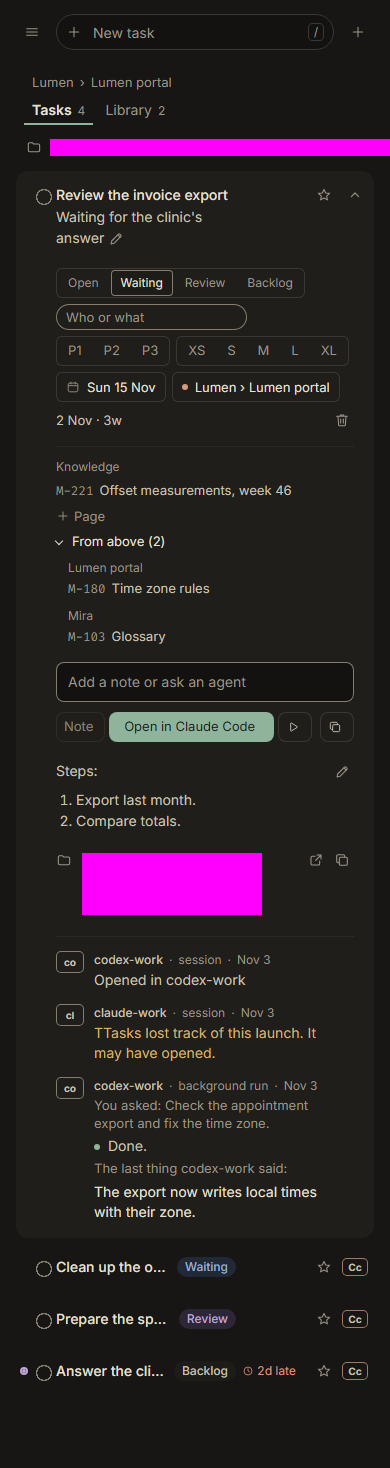 New task /
Lumen › Lumen portal
Tasks 4 Library 2
Review the invoice export
Waiting for the clinic's
answer
Open Waiting Review Backlog
Who or what
P1 P2 P3 XS S M L XL
Sun 15 Nov Lumen › Lumen portal
2 Nov · 3w
Knowledge
M-221 Offset measurements, week 46
+ Page
From above (2)
Lumen portal
M-180 Time zone rules
Mira
M-103 Glossary
Add a note or ask an agent
Note Open in Claude Code
Steps:
1. Export last month.
2. Compare totals.
co codex-work · session · Nov 3
Opened in codex-work
cl claude-work · session · Nov 3
TTasks lost track of this launch. It
may have opened.
co codex-work · background run · Nov 3
You asked: Check the appointment
export and fix the time zone.
Done.
The last thing codex-work said:
The export now writes local times
with their zone.
Clean up the o... Waiting Cc
Prepare the sp... Review Cc
Answer the cli... Backlog 2d late Cc